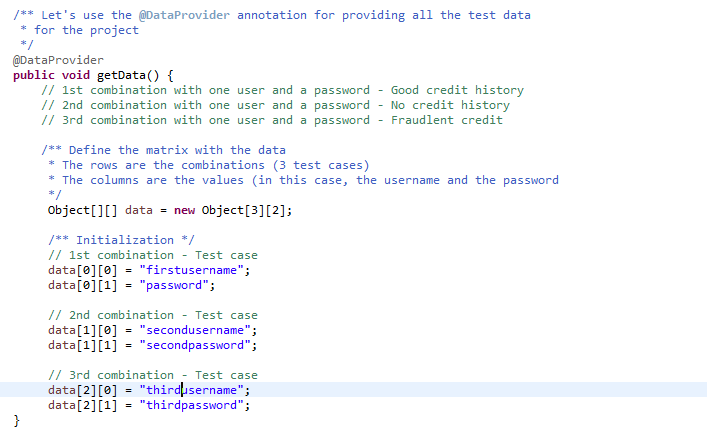 /** Let's use the @DataProvider annotation for providing all the test data
 * for the project
 */
@DataProvider
public void getData() {
    // 1st combination with one user and a password - Good credit history
    // 2nd combination with one user and a password - No credit history
    // 3rd combination with one user and a password - Fraudlent credit

    /** Define the matrix with the data
     * The rows are the combinations (3 test cases)
     * The columns are the values (in this case, the username and the password
     */
     Object[][] data = new Object[3][2];

     /** Initialization */
     // 1st combination - Test case
     data[0][0] = "firstusername";
     data[0][1] = "password";

     // 2nd combination - Test case
     data[1][0] = "secondusername";
     data[1][1] = "secondpassword";

     // 3rd combination - Test case
     data[2][0] = "thirdusername";
     data[2][1] = "thirdpassword";
}